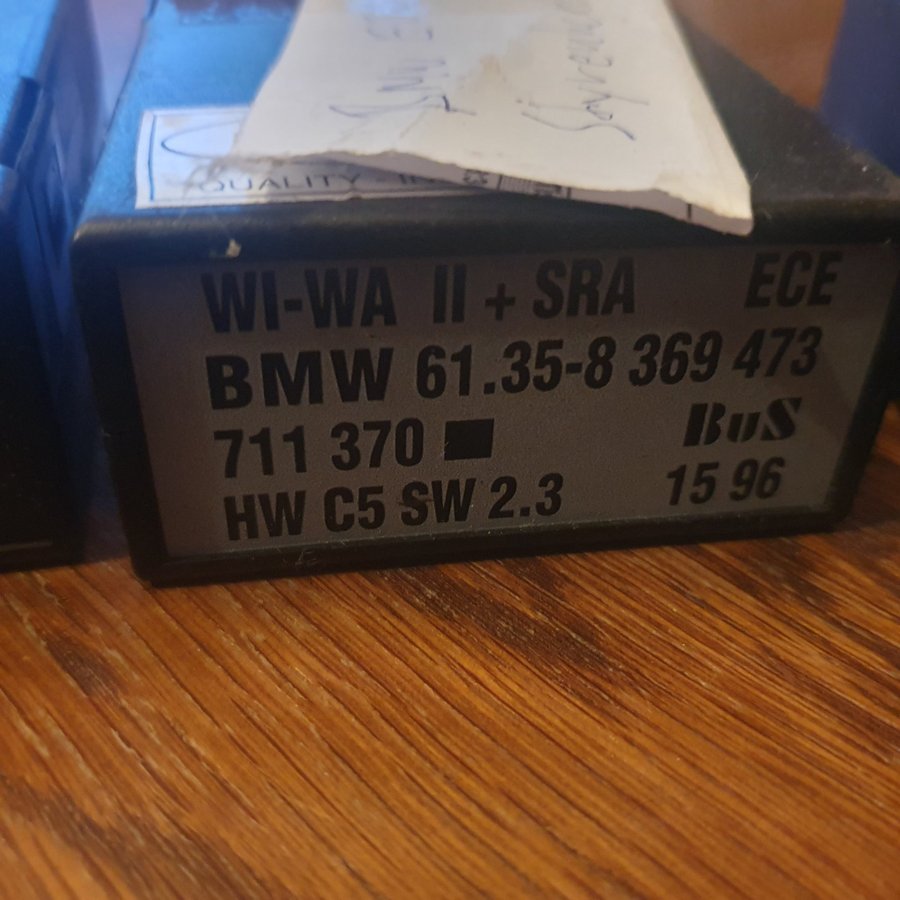 QUALITY
WI-WA II + SRA ECE
BMW 61.35-8 369 473
711 370 BuS
HW C5 SW 2.3 15 96